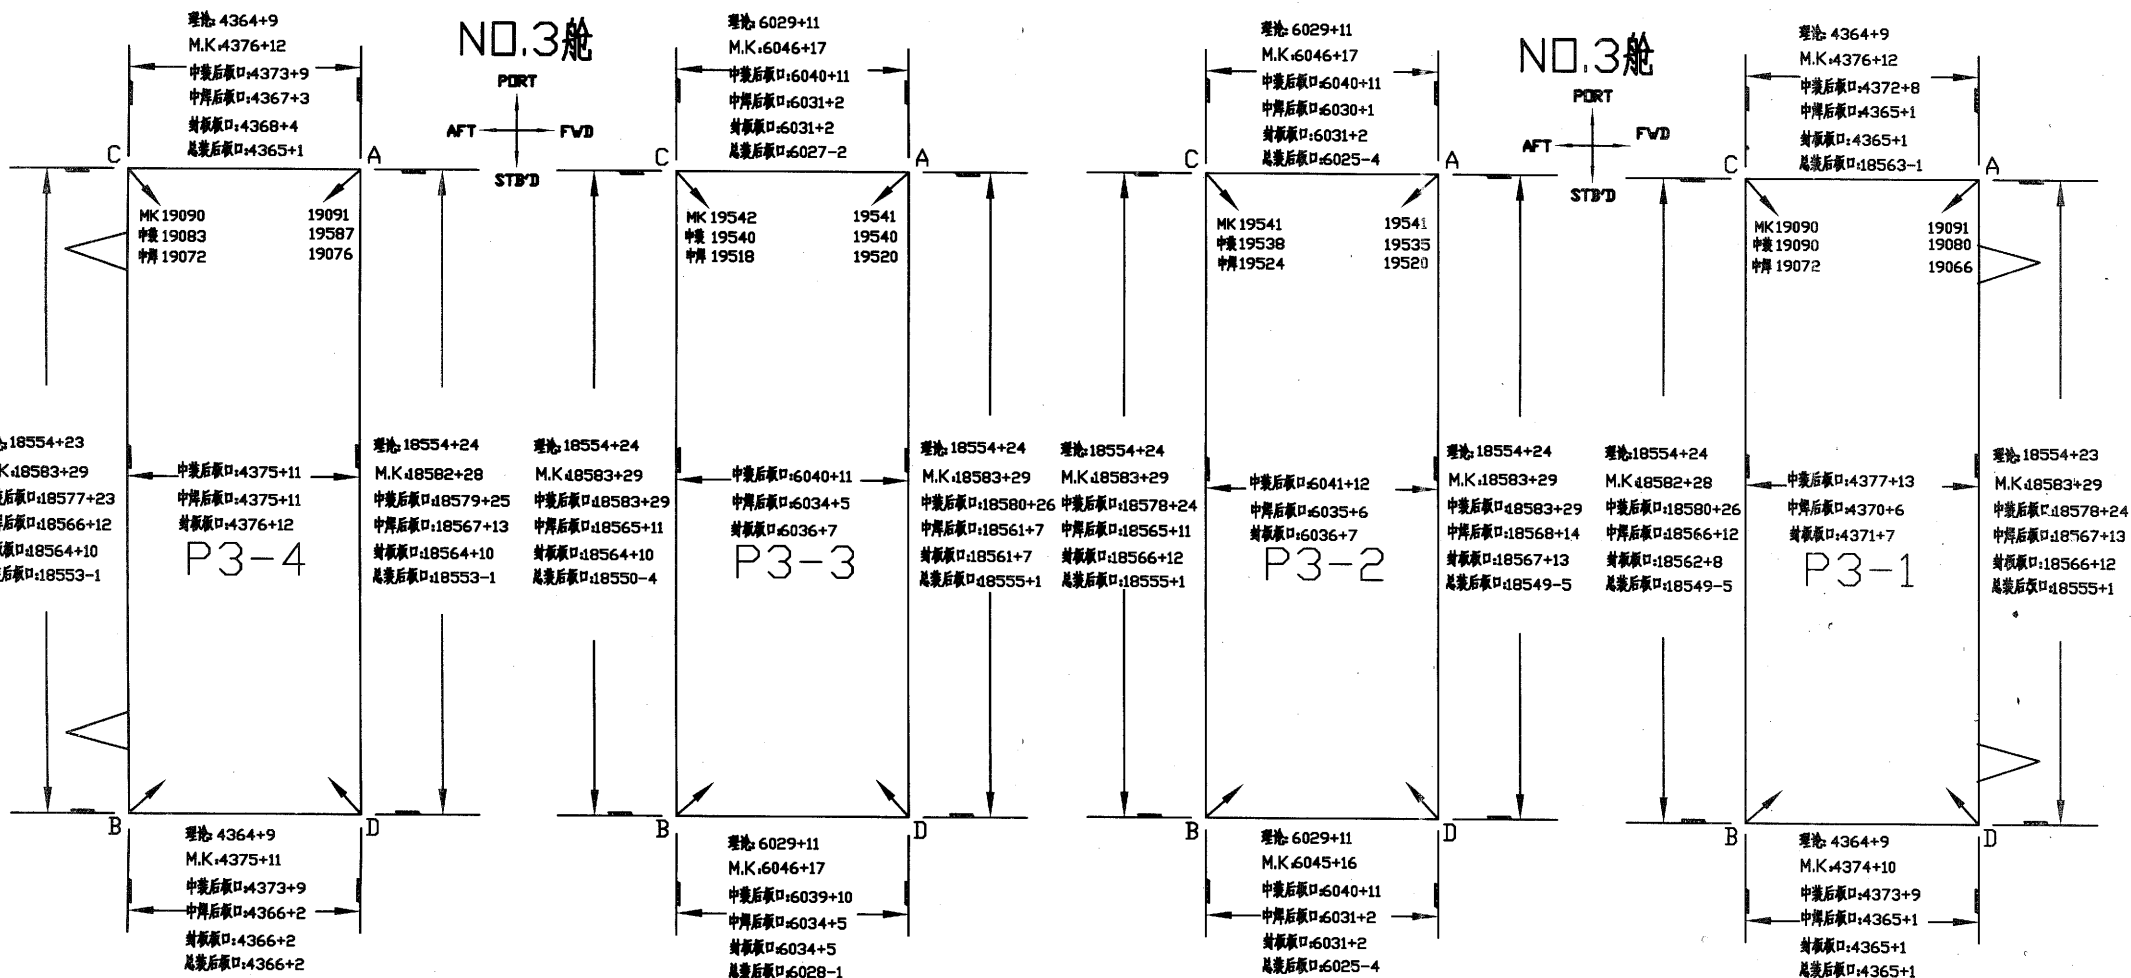 理论: 4364+9
M.K:4376+12
中装后板口:4373+9
中焊后板口:4367+3
封板板口:4368+4
总装后板口:4365+1
NO.3舱
PORT
AFT
FWD
STB'D
C
A
MK 19090
19091
中装 19083
19587
中焊 19072
19076
18554+23
18583+29
后板口:18577+23
后板口:18566+12
板口:18564+10
后板口:18553-1
中装后板口:4375+11
中焊后板口:4375+11
封板板口:4376+12
P3-4
理论: 18554+24
M.K:18582+28
中装后板口:18579+25
中焊后板口:18567+13
封板板口:18564+10
总装后板口:18553-1
B
D
理论: 4364+9
M.K:4375+11
中装后板口:4373+9
中焊后板口:4366+2
封板板口:4366+2
总装后板口:4366+2
理论: 6029+11
M.K:6046+17
中装后板口:6040+11
中焊后板口:6031+2
封板板口:6031+2
总装后板口:6027-2
C
A
MK 19542
19541
中装 19540
19540
中焊 19518
19520
理论: 18554+24
M.K:18583+29
中装后板口:18583+29
中焊后板口:18565+11
封板板口:18564+10
总装后板口:18550-4
中装后板口:6040+11
中焊后板口:6034+5
封板板口:6036+7
P3-3
理论: 18554+24
M.K:18583+29
中装后板口:18580+26
中焊后板口:18561+7
封板板口:18561+7
总装后板口:18555+1
B
D
理论: 6029+11
M.K:6046+17
中装后板口:6039+10
中焊后板口:6034+5
封板板口:6034+5
总装后板口:6028-1
理论: 6029+11
M.K:6046+17
中装后板口:6040+11
中焊后板口:6030+1
封板板口:6031+2
总装后板口:6025-4
NO.3舱
PORT
AFT
FWD
STB'D
C
A
MK 19541
19541
中装 19538
19535
中焊 19524
19520
理论: 18554+24
M.K:18583+29
中装后板口:18578+24
中焊后板口:18565+11
封板板口:18566+12
总装后板口:18555+1
中装后板口:6041+12
中焊后板口:6035+6
封板板口:6036+7
P3-2
理论: 18554+24
M.K:18583+29
中装后板口:18583+29
中焊后板口:18568+14
封板板口:18567+13
总装后板口:18549-5
B
D
理论: 6029+11
M.K:6045+16
中装后板口:6040+11
中焊后板口:6031+2
封板板口:6031+2
总装后板口:6025-4
理论: 4364+9
M.K:4376+12
中装后板口:4372+8
中焊后板口:4365+1
封板板口:4365+1
总装后板口:18563-1
C
A
MK 19090
19091
中装 19090
19080
中焊 19072
19066
理论: 18554+24
M.K:18582+28
中装后板口:18580+26
中焊后板口:18566+12
封板板口:18562+8
总装后板口:18549-5
中装后板口:4377+13
中焊后板口:4370+6
封板板口:4371+7
P3-1
理论: 18554+23
M.K:18583+29
中装后板口:18578+24
中焊后板口:18567+13
封板板口:18566+12
总装后板口:18555+1
B
D
理论: 4364+9
M.K:4374+10
中装后板口:4373+9
中焊后板口:4365+1
封板板口:4365+1
总装后板口:4365+1